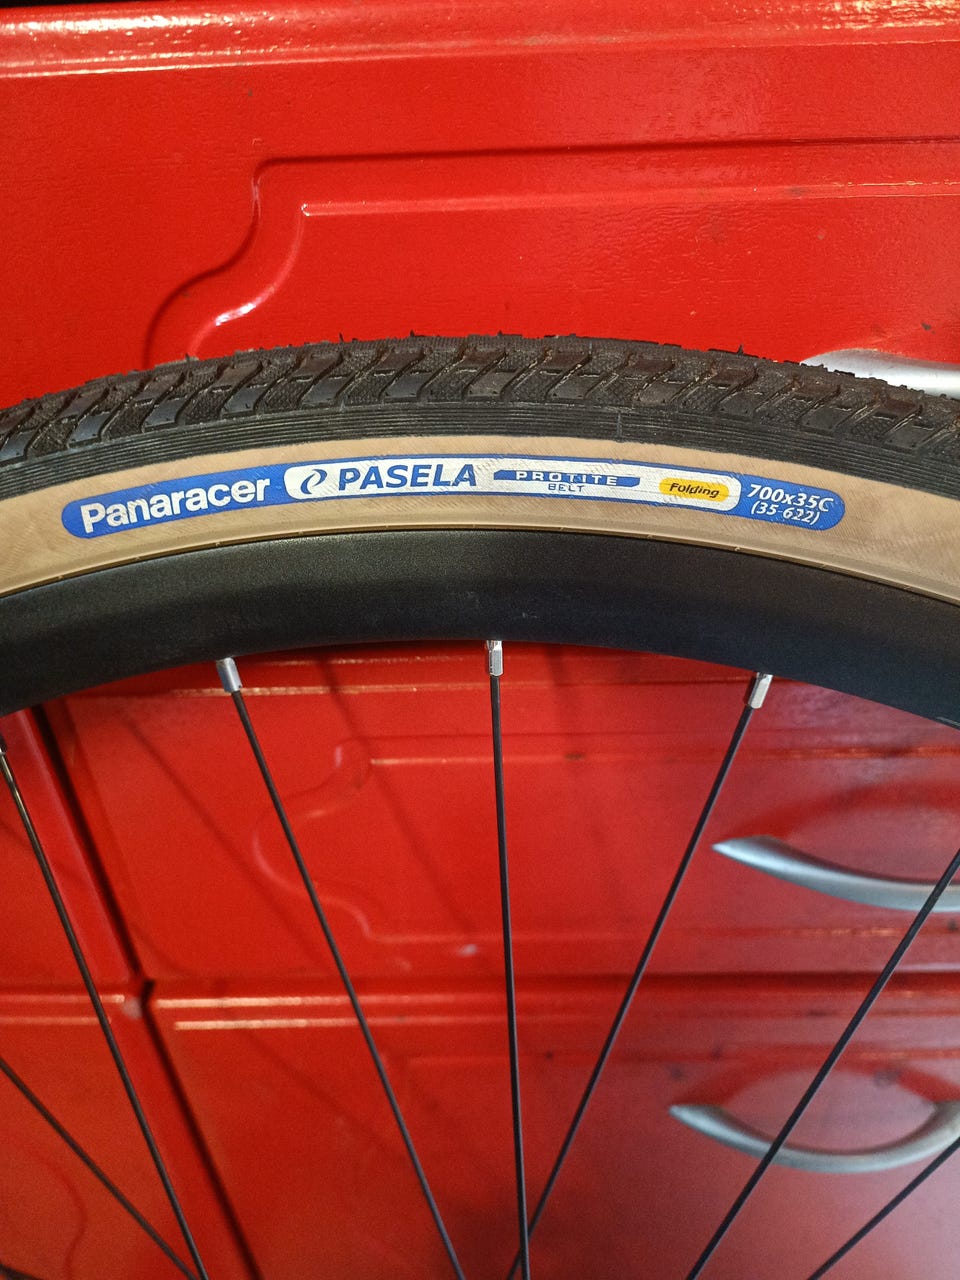 Panaracer PASELA PROTITE Folding 700x35C
BELT (35-622)